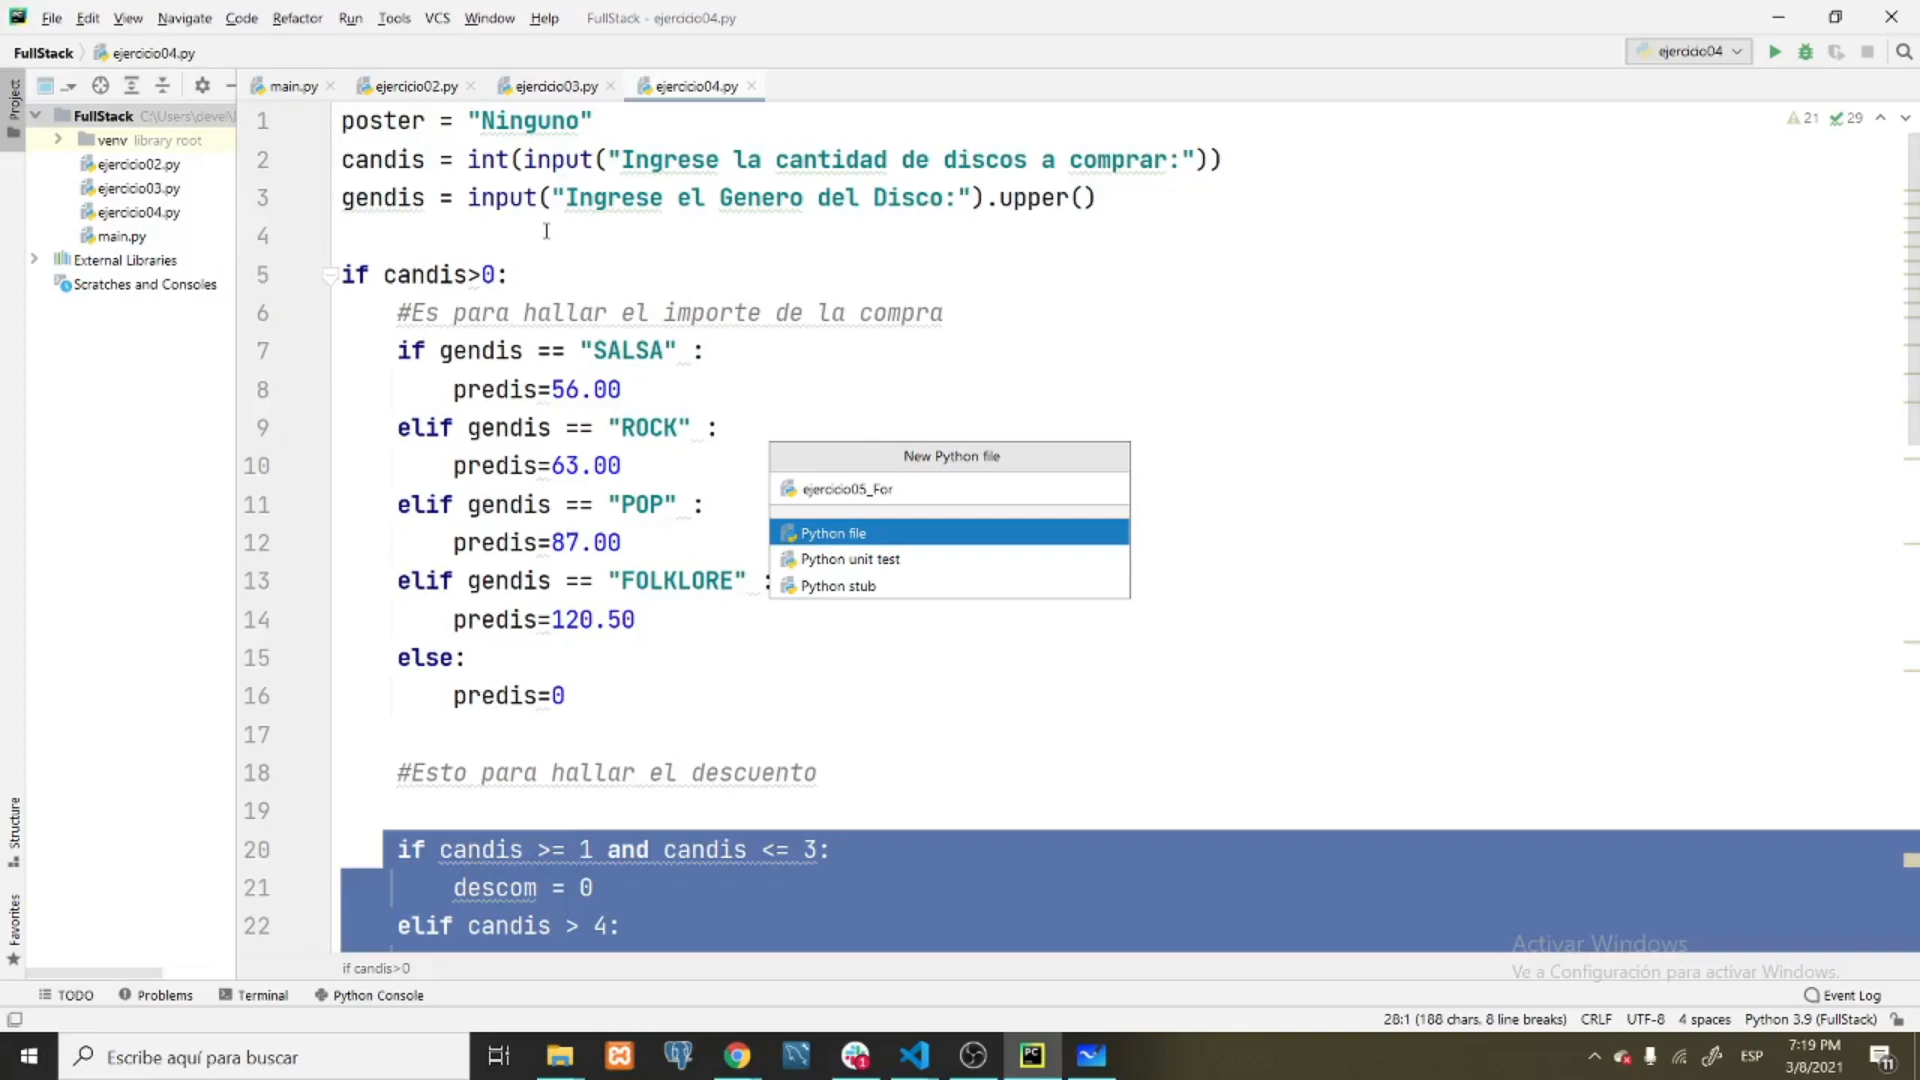 File Edit View Navigate Code Refactor Run Tools VCS Window Help FullStack - ejercicio04.py
FullStack ejercicio04.py ejercicio04
Project
main.py ejercicio02.py ejercicio03.py ejercicio04.py
FullStack C:\Users\devel\
venv library root
ejercicio02.py
ejercicio03.py
ejercicio04.py
main.py
External Libraries
Scratches and Consoles
21 29
1 poster = "Ninguno"
2 candis = int(input("Ingrese la cantidad de discos a comprar:"))
3 gendis = input("Ingrese el Genero del Disco:").upper()
4
5 if candis>0:
6 #Es para hallar el importe de la compra
7 if gendis == "SALSA" :
8 predis=56.00
9 elif gendis == "ROCK" :
10 predis=63.00
11 elif gendis == "POP" :
12 predis=87.00
13 elif gendis == "FOLKLORE" :
14 predis=120.50
15 else:
16 predis=0
17
18 #Esto para hallar el descuento
19
20 if candis >= 1 and candis <= 3:
21 descom = 0
22 elif candis > 4:
if candis>0
New Python file
ejercicio05_For
Python file
Python unit test
Python stub
Structure
Favorites
Activar Windows
Ve a Configuración para activar Windows.
TODO Problems Terminal Python Console Event Log
28:1 (188 chars, 8 line breaks) CRLF UTF-8 4 spaces Python 3.9 (FullStack)
Escribe aquí para buscar
PC
1
ESP
7:19 PM
3/8/2021
11